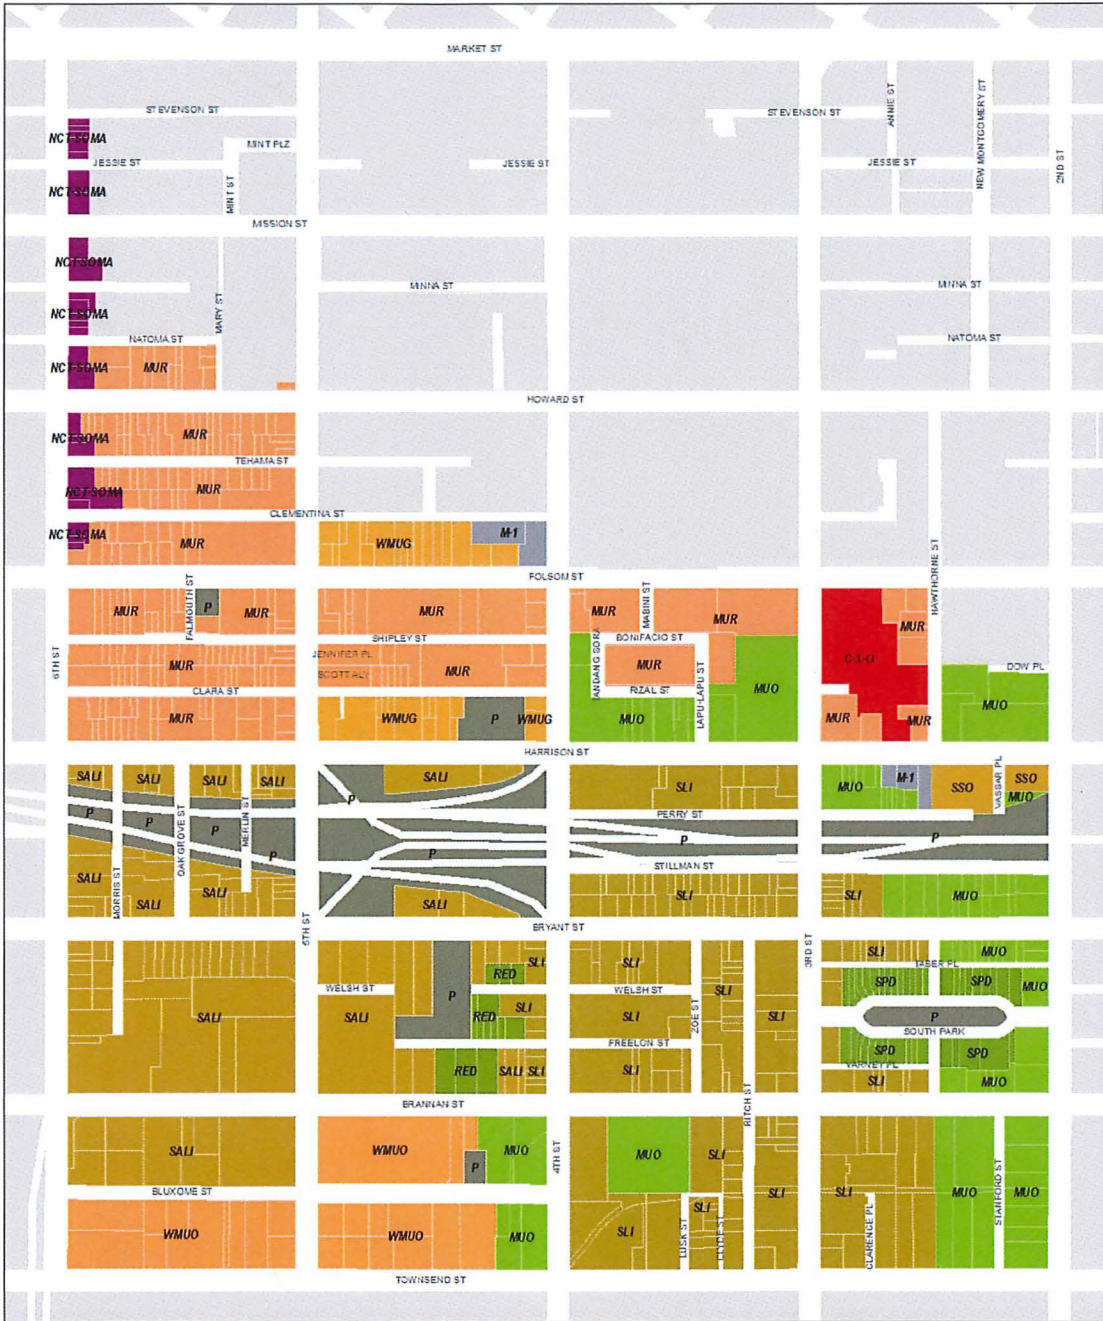 MARKET ST
STEVENSON ST
STEVENSON ST
ANNIE ST
NEW MONTGOMERY ST
2ND ST
NCT-SOMA
MINT PLZ
JESSIE ST
JESSIE ST
JESSIE ST
MINT ST
NCT-SOMA
MISSION ST
NCT-SOMA
MINNA ST
MINNA ST
MARY ST
NCT-SOMA
NATOMA ST
NATOMA ST
NCT-SOMA
MUR
HOWARD ST
NCT-SOMA
MUR
TEHAMA ST
NCT-SOMA
MUR
CLEMENTINA ST
NCT-SOMA
MUR
WMUG
M-1
HAWTHORNE ST
FOLSOM ST
FALMOUTH ST
MABINI ST
MUR
P
MUR
MUR
MUR
MUR
MUR
SHIPLEY ST
BONIFACIO ST
6TH ST
JENNIFER PL
SCOTT ALY
MUR
MUR
MUR
C-3-O
DOW PL
CLARA ST
RIZAL ST
LAPU-LAPU ST
MUO
MUO
MUR
WMUG
P
WMUG
MUO
MUR
MUR
HARRISON ST
SALI
SALI
SALI
SALI
SALI
SLI
MUO
M-1
SSO
VASSAR PL
SSO
MUO
P
P
P
P
P
PERRY ST
P
P
P
MORRIS ST
OAK GROVE ST
MERLIN ST
STILLMAN ST
SALI
SALI
SALI
SALI
SLI
SLI
MUO
BRYANT ST
5TH ST
3RD ST
SLI
SLI
SLI
MUO
TABER PL
RED
SLI
SPD
SPD
MUO
WELSH ST
WELSH ST
SALI
SALI
P
RED
SLI
SLI
ZOE ST
SLI
P
SOUTH PARK
FREELON ST
RED
SALI
SLI
SLI
SPD
SPD
VARNEY PL
SLI
MUO
BRANNAN ST
RITCH ST
SALI
WMUO
MUO
P
4TH ST
MUO
SLI
SLI
BLUXOME ST
SLI
MUO
MUO
STANFORD ST
WMUO
WMUO
MUO
SLI
LUSK ST
CLYDE ST
CLARENCE PL
TOWNSEND ST